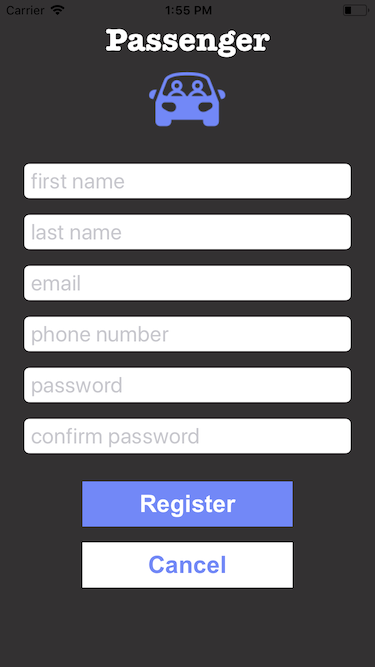 Carrier 1:55 PM
Passenger
first name
last name
email
phone number
password
confirm password
Register
Cancel